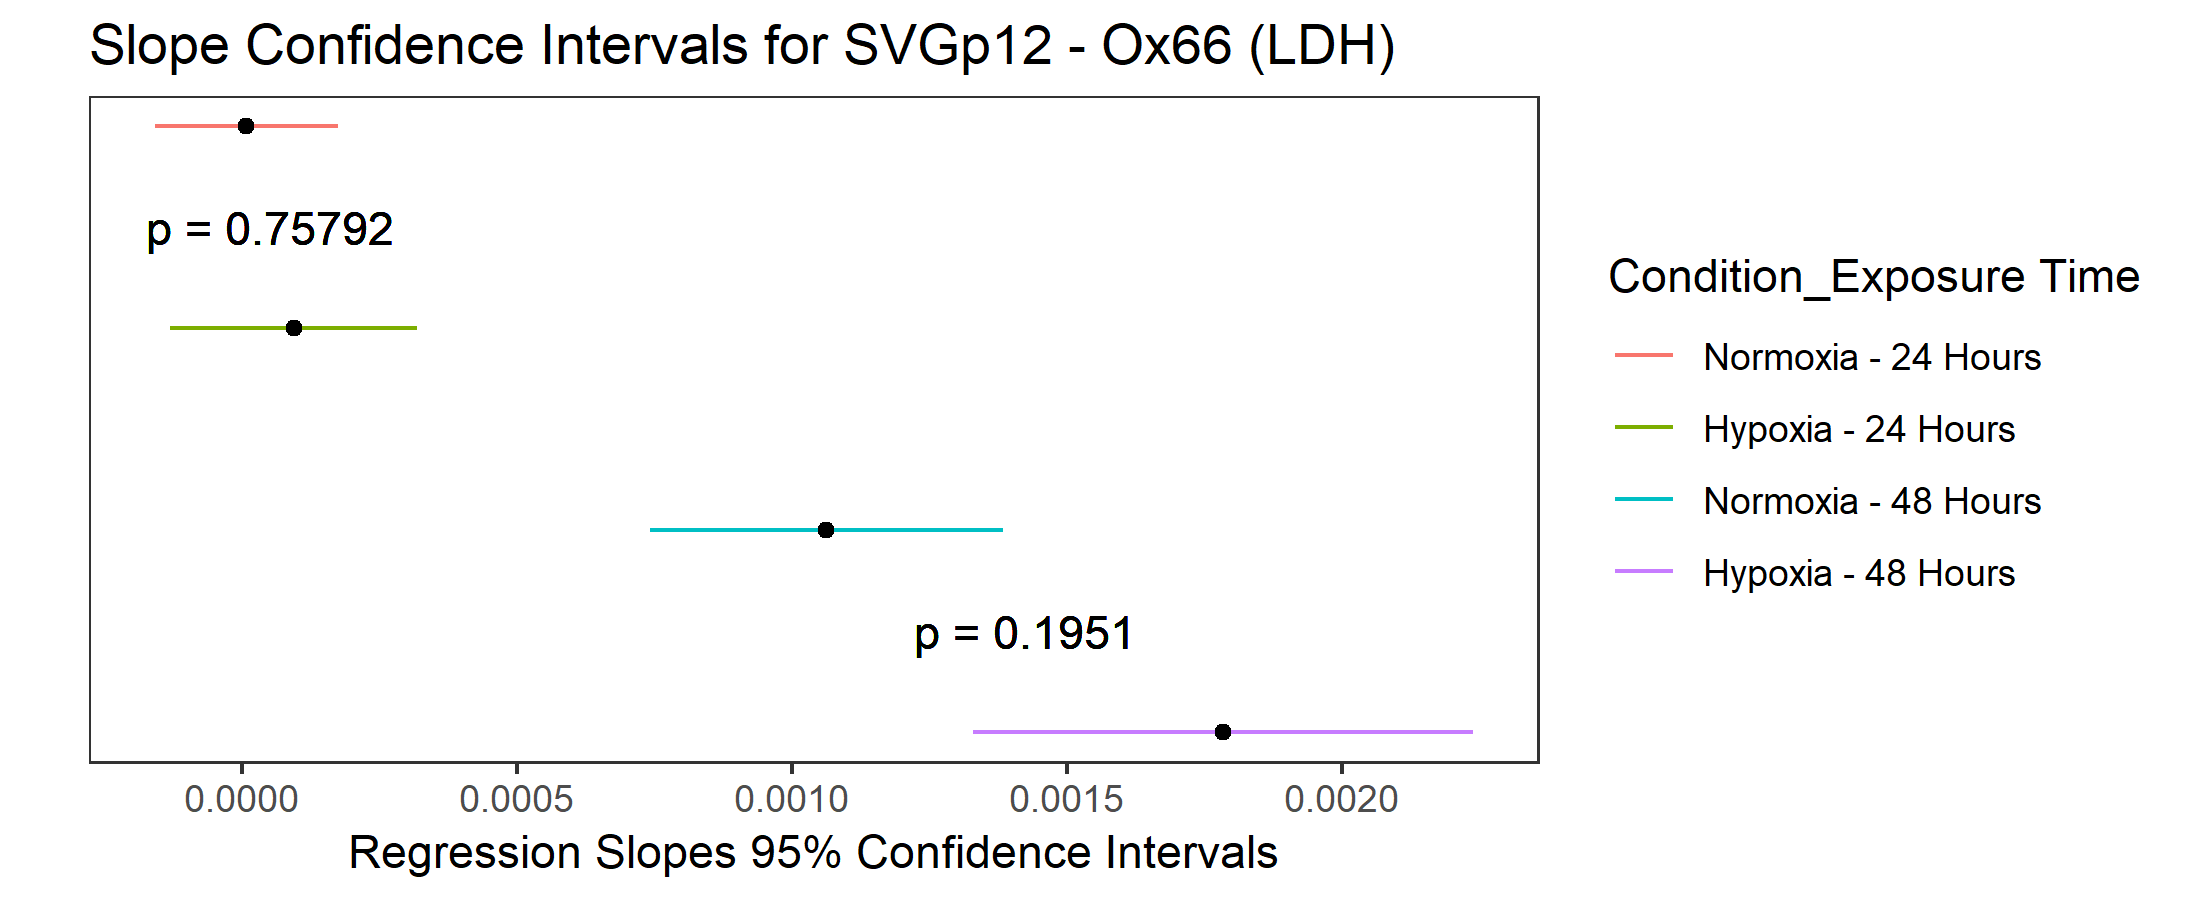 Slope Confidence Intervals for SVGp12 - Ox66 (LDH)
p = 0.75792
p = 0.1951
0.0000 0.0005 0.0010 0.0015 0.0020
Regression Slopes 95% Confidence Intervals
Condition_Exposure Time
Normoxia - 24 Hours
Hypoxia - 24 Hours
Normoxia - 48 Hours
Hypoxia - 48 Hours